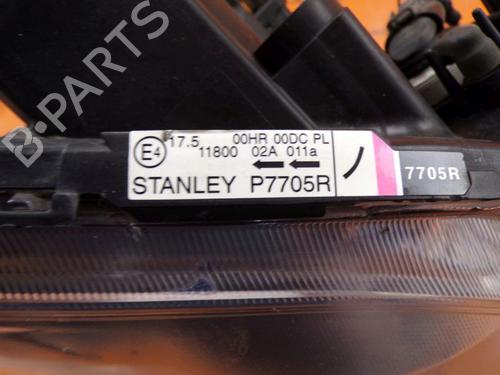 E4 17.5 00HR 00DC PL
11800 02A 011a
STANLEY P7705R
7705R
B-PARTS